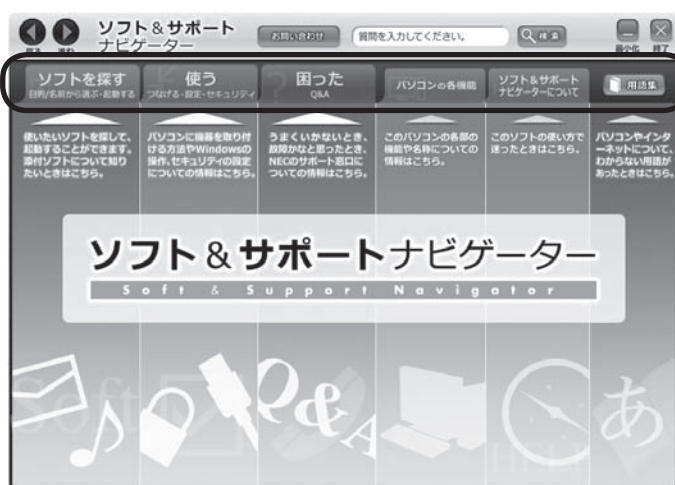 ソフト&サポート
ナビゲーター
お問い合わせ
質問を入力してください。
検索
戻る
進む
最小化
終了
ソフトを探す
目的/名前から選ぶ・起動する
使う
つなげる・設定・セキュリティ
困った
Q&A
パソコンの各機能
ソフト&サポート
ナビゲーターについて
用語集
使いたいソフトを探して、
起動することができます。
添付ソフトについて知り
たいときはこちら。
パソコンに機器を取り付
ける方法やWindowsの
操作、セキュリティの設定
についての情報はこちら。
うまくいかないとき、
故障かなと思ったとき、
NECのサポート窓口に
ついての情報はこちら。
このパソコンの各部の
機能や名称についての
情報はこちら。
このソフトの使い方で
迷ったときはこちら。
パソコンやインタ
ーネットについて、
わからない用語が
あったときはこちら。
ソフト&サポートナビゲーター
Soft & Support Navigator
Soft
Q&A
HELP
あ